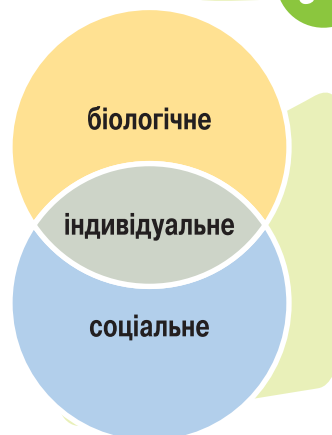 біологічне
індивідуальне
соціальне